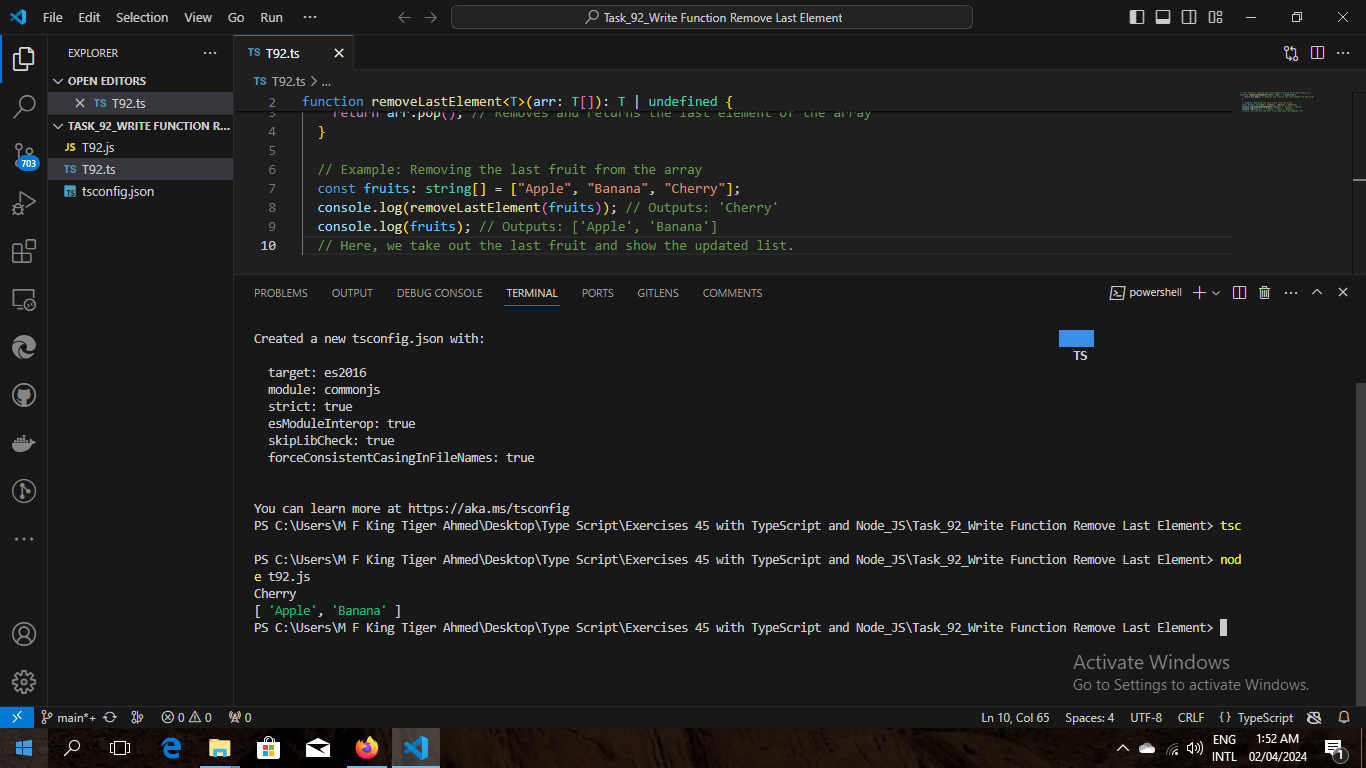 File Edit Selection View Go Run ···
Task_92_Write Function Remove Last Element
EXPLORER
OPEN EDITORS
TS T92.ts
TASK_92_WRITE FUNCTION R...
JS T92.js
TS T92.ts
TS tsconfig.json
703
TS T92.ts
TS T92.ts > ...
2 function removeLastElement<T>(arr: T[]): T | undefined {
3 return arr.pop(); // Removes and returns the last element of the array
4 }
5
6 // Example: Removing the last fruit from the array
7 const fruits: string[] = ["Apple", "Banana", "Cherry"];
8 console.log(removeLastElement(fruits)); // Outputs: 'Cherry'
9 console.log(fruits); // Outputs: ['Apple', 'Banana']
10 // Here, we take out the last fruit and show the updated list.
PROBLEMS OUTPUT DEBUG CONSOLE TERMINAL PORTS GITLENS COMMENTS
powershell
Created a new tsconfig.json with:
TS
target: es2016
module: commonjs
strict: true
esModuleInterop: true
skipLibCheck: true
forceConsistentCasingInFileNames: true
You can learn more at https://aka.ms/tsconfig
PS C:\Users\M F King Tiger Ahmed\Desktop\Type Script\Exercises 45 with TypeScript and Node_JS\Task_92_Write Function Remove Last Element> tsc
PS C:\Users\M F King Tiger Ahmed\Desktop\Type Script\Exercises 45 with TypeScript and Node_JS\Task_92_Write Function Remove Last Element> nod
e t92.js
Cherry
[ 'Apple', 'Banana' ]
PS C:\Users\M F King Tiger Ahmed\Desktop\Type Script\Exercises 45 with TypeScript and Node_JS\Task_92_Write Function Remove Last Element>
Activate Windows
Go to Settings to activate Windows.
main*+ 0 0 0 Ln 10, Col 65 Spaces: 4 UTF-8 CRLF {} TypeScript
ENG 1:52 AM
INTL 02/04/2024
1